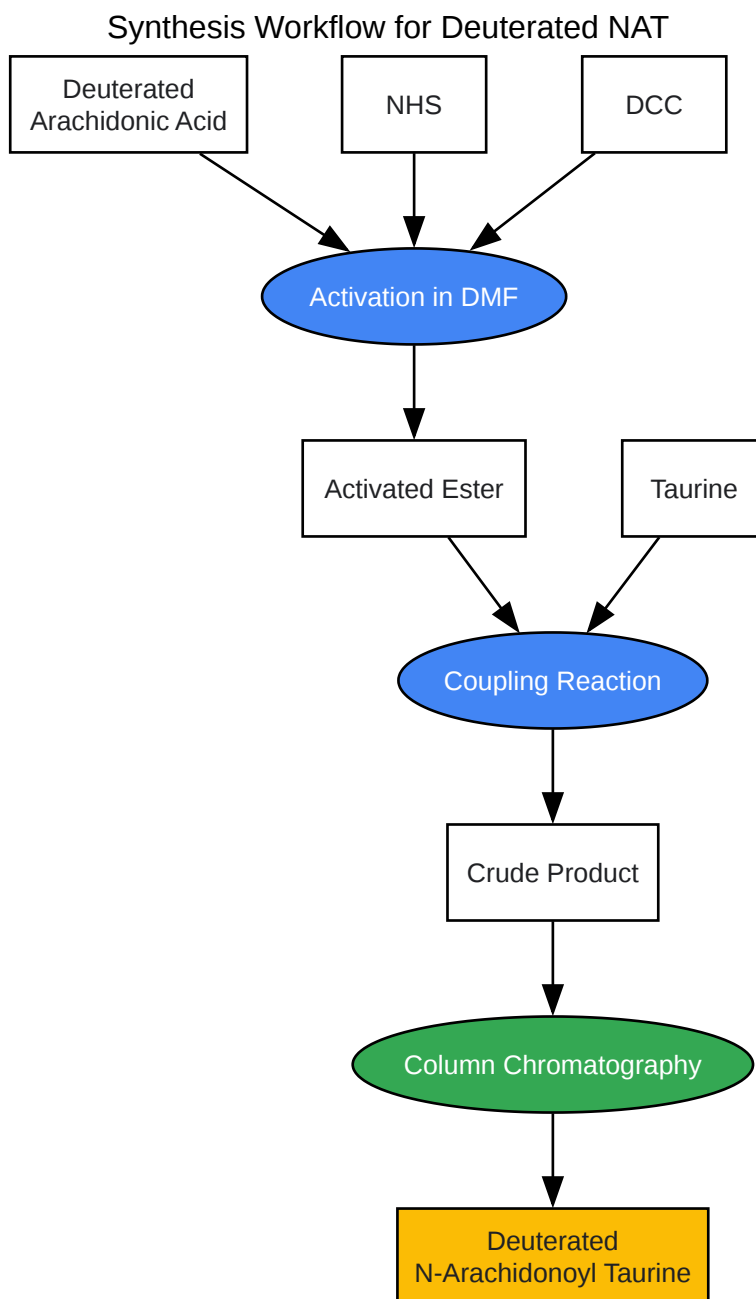 Synthesis Workflow for Deuterated NAT
Deuterated
Arachidonic Acid
NHS
DCC
Activation in DMF
Activated Ester
Taurine
Coupling Reaction
Crude Product
Column Chromatography
Deuterated
N-Arachidonoyl Taurine